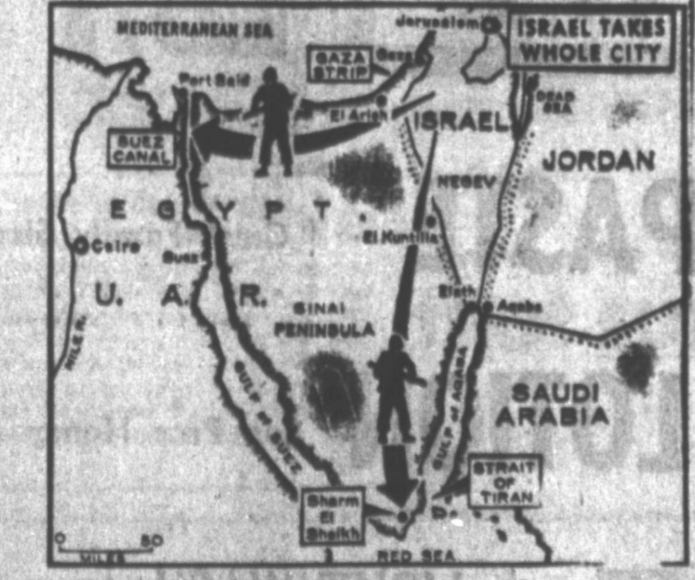 MEDITERRANEAN SEA
Jerusalem
ISRAEL TAKES
WHOLE CITY
GAZA
STRIP
Gaza
Port Said
El Arish
DEAD
SEA
ISRAEL
SUEZ
CANAL
JORDAN
NEGEV
E G Y P T
El Kuntilla
Cairo
Suez
Elath
Aqaba
U. A. R.
SINAI
PENINSULA
NILE R.
GULF of SUEZ
GULF of AQABA
SAUDI
ARABIA
STRAIT
OF
TIRAN
Sharm
El
Sheikh
RED SEA
0 50
MILES